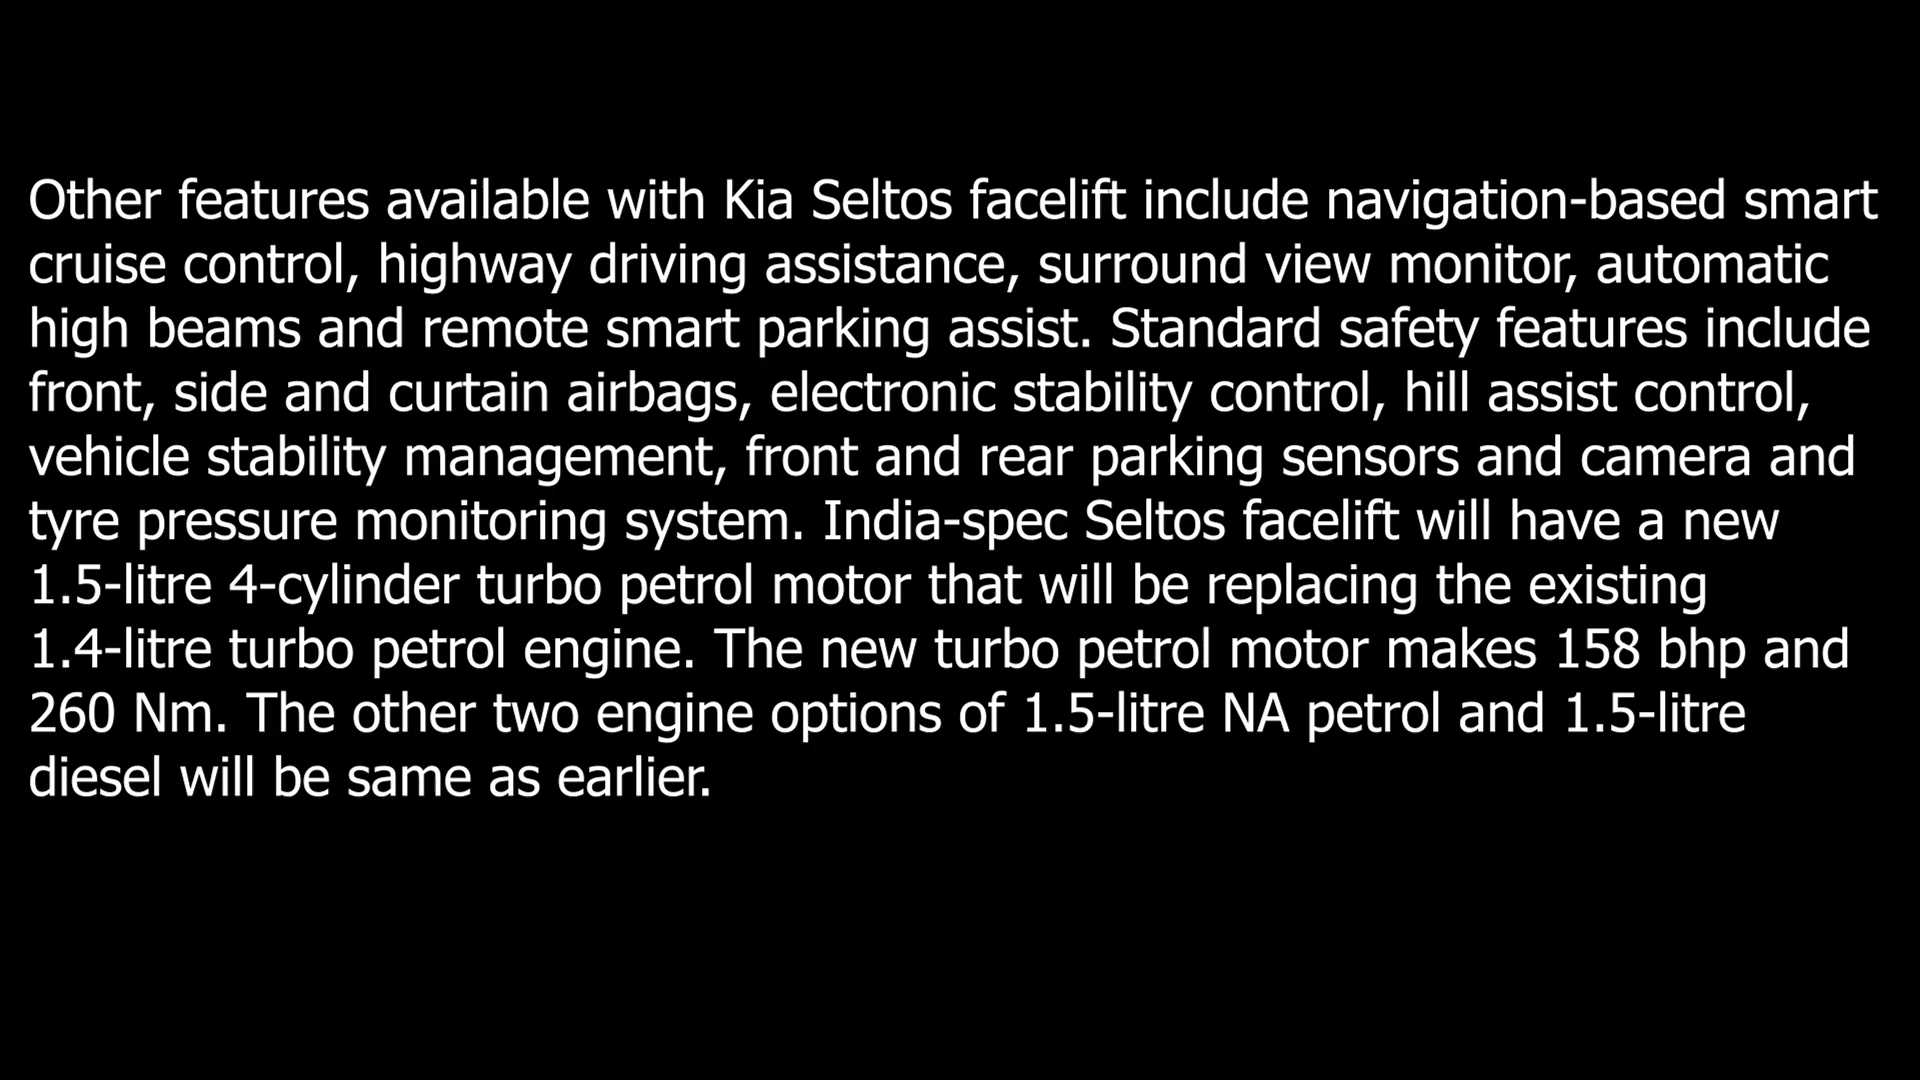 Other features available with Kia Seltos facelift include navigation-based smart
cruise control, highway driving assistance, surround view monitor, automatic
high beams and remote smart parking assist. Standard safety features include
front, side and curtain airbags, electronic stability control, hill assist control,
vehicle stability management, front and rear parking sensors and camera and
tyre pressure monitoring system. India-spec Seltos facelift will have a new
1.5-litre 4-cylinder turbo petrol motor that will be replacing the existing
1.4-litre turbo petrol engine. The new turbo petrol motor makes 158 bhp and
260 Nm. The other two engine options of 1.5-litre NA petrol and 1.5-litre
diesel will be same as earlier.